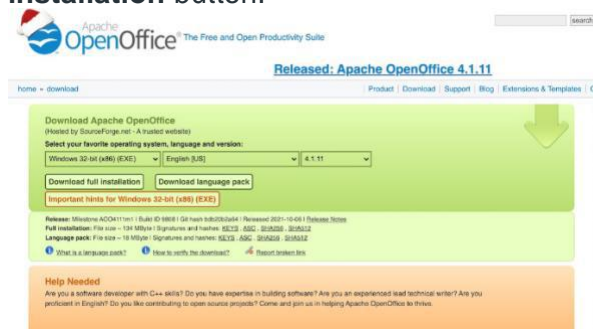 installation button.
Apache
OpenOffice® The Free and Open Productivity Suite
search
Released: Apache OpenOffice 4.1.11
home » download
Product | Download | Support | Blog | Extensions & Templates |
Download Apache OpenOffice
(Hosted by SourceForge.net - A trusted website)
Select your favorite operating system, language and version:
Windows 32-bit (x86) (EXE) English [US] 4.1.11
Download full installation Download language pack
Important hints for Windows 32-bit (x86) (EXE)
Release: Milestone AOO4111m1 | Build ID 9808 | Git hash | Released 2021-10-06 | Release Notes
Full installation: File size ~ 134 MByte | Signatures and hashes: KEYS , ASC , SHA256 , SHA512
Language pack: File size ~ 18 MByte | Signatures and hashes: KEYS , ASC , SHA256 , SHA512
What is a language pack? How to verify the download? Report broken link
Help Needed
Are you a software developer with C++ skills? Do you have expertise in building software? Are you an experienced lead technical writer? Are you
proficient in English? Do you like contributing to open source projects? Come and join us in helping Apache OpenOffice to thrive.